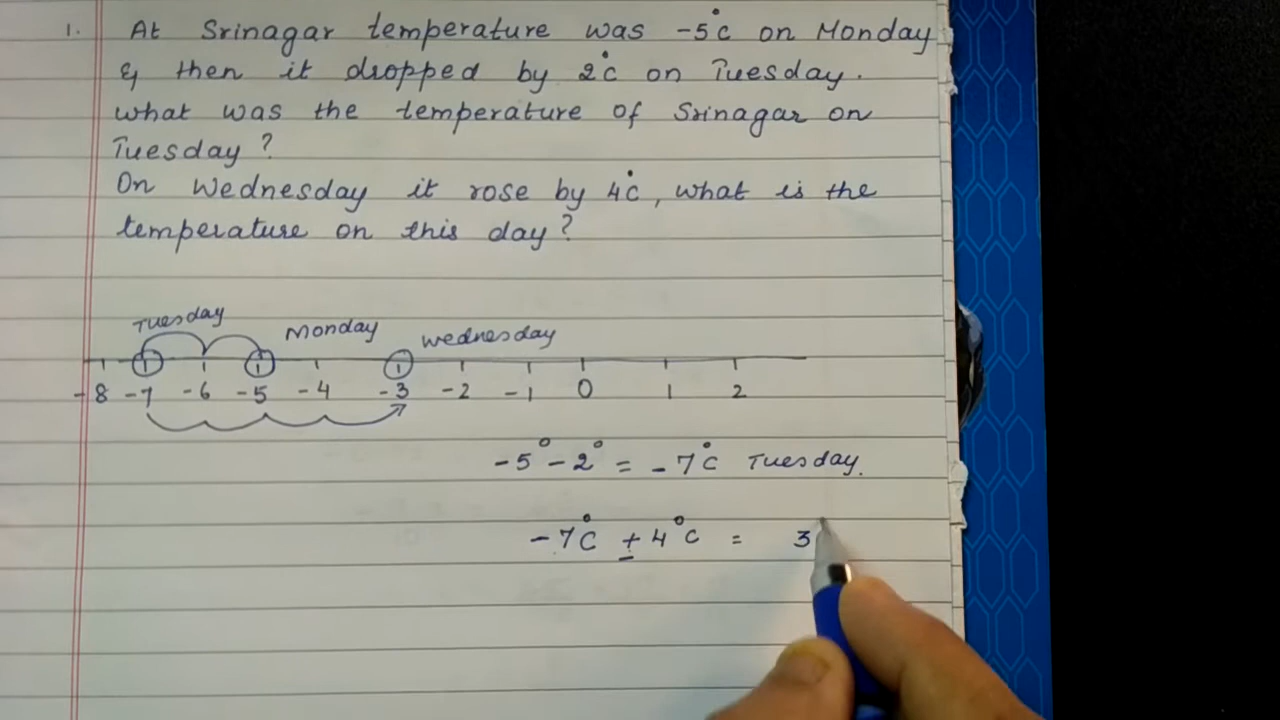 1. At Srinagar temperature was -5°C on Monday
& then it dropped by 2°C on Tuesday.
what was the temperature of Srinagar on
Tuesday?
On Wednesday it rose by 4°C, what is the
temperature on this day?
Tuesday Monday Wednesday
-8 -7 -6 -5 -4 -3 -2 -1 0 1 2
-5° -2° = -7°C Tuesday.
-7°C + 4°C = 3